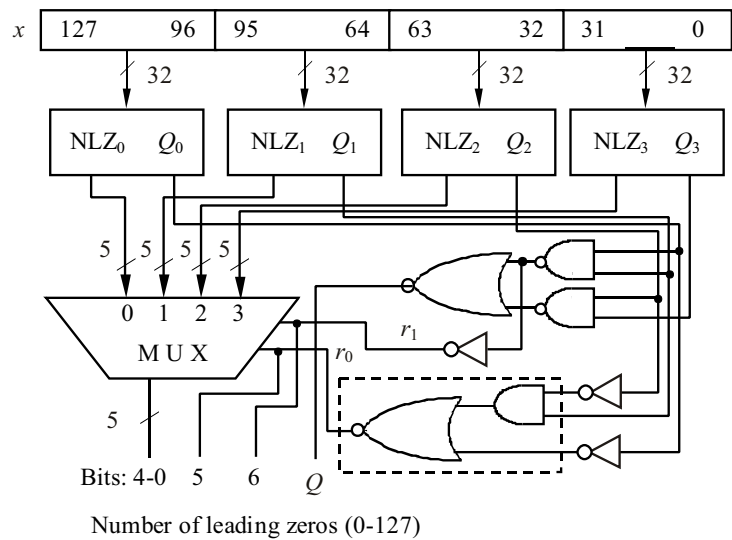 x 127 96 95 64 63 32 31 0
32 32 32 32
NLZ₀ Q₀ NLZ₁ Q₁ NLZ₂ Q₂ NLZ₃ Q₃
5 5 5 5
0 1 2 3
M U X
r₁
r₀
5
Bits: 4-0 5 6 Q
Number of leading zeros (0-127)